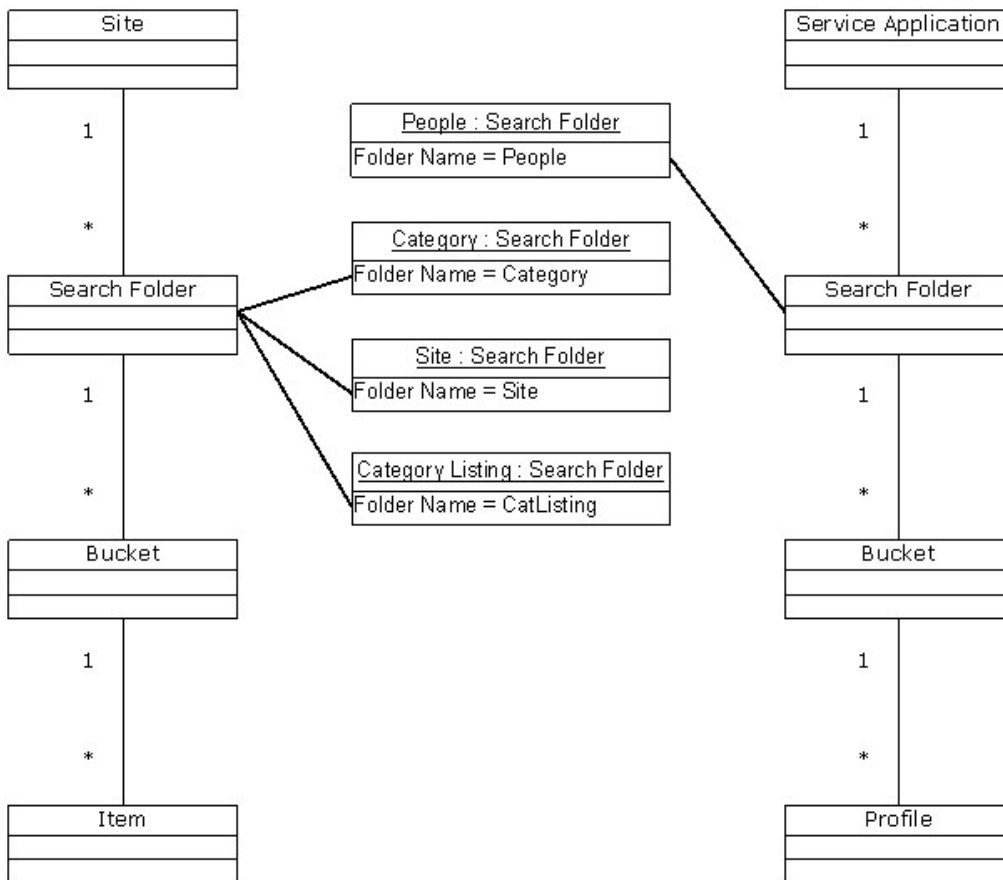 Site
Service Application
1
People : Search Folder
Folder Name = People
1
*
Category : Search Folder
Folder Name = Category
*
Search Folder
Search Folder
Site : Search Folder
Folder Name = Site
1
1
Category Listing : Search Folder
Folder Name = CatListing
*
*
Bucket
Bucket
1
1
*
*
Item
Profile